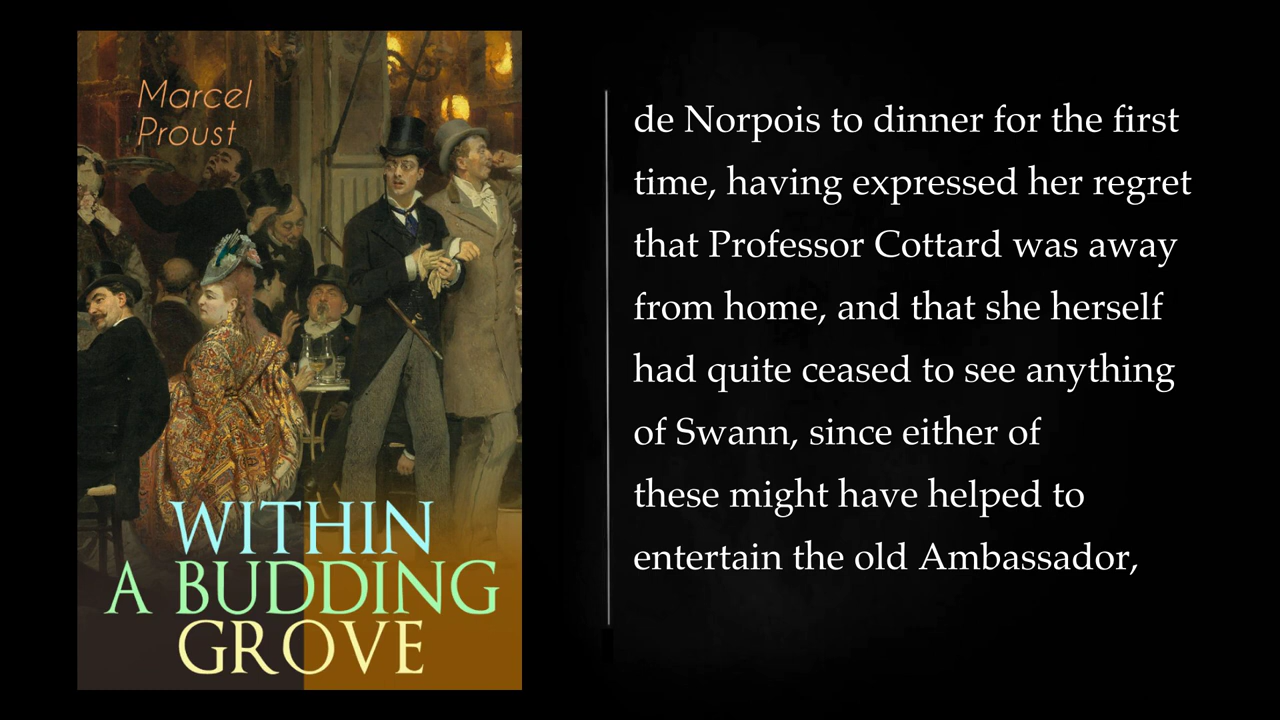 Marcel
Proust
WITHIN
A BUDDING
GROVE
de Norpois to dinner for the first
time, having expressed her regret
that Professor Cottard was away
from home, and that she herself
had quite ceased to see anything
of Swann, since either of
these might have helped to
entertain the old Ambassador,